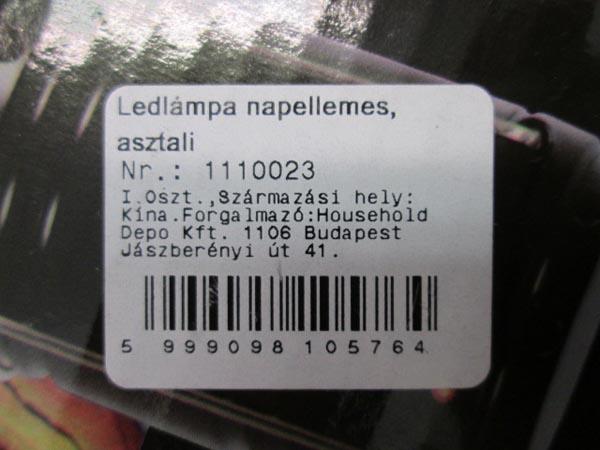 Ledlámpa napellemes,
asztali
Nr.: 1110023
I.Oszt.,Származási hely:
Kína.Forgalmazó:Household
Depo Kft. 1106 Budapest
Jászberényi út 41.
5 999098 105764